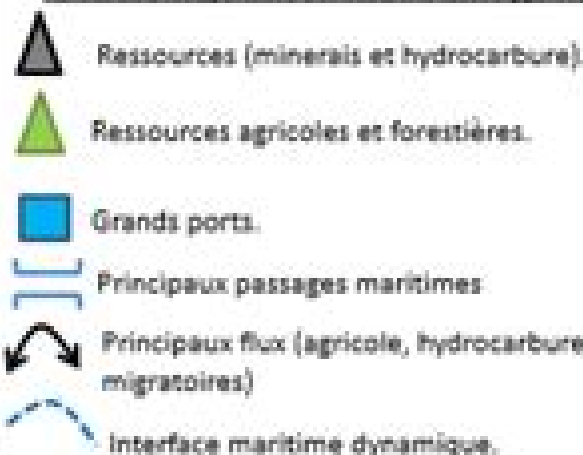 Ressources (minerais et hydrocarbure).
Ressources agricoles et forestières.
Grands ports.
Principaux passages maritimes
Principaux flux (agricole, hydrocarbure
migratoires)
Interface maritime dynamique.